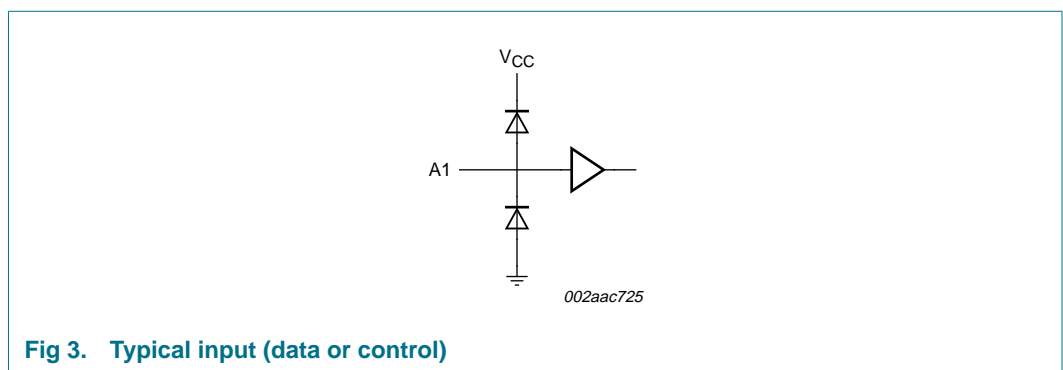 VCC
A1
002aac725
Fig 3. Typical input (data or control)